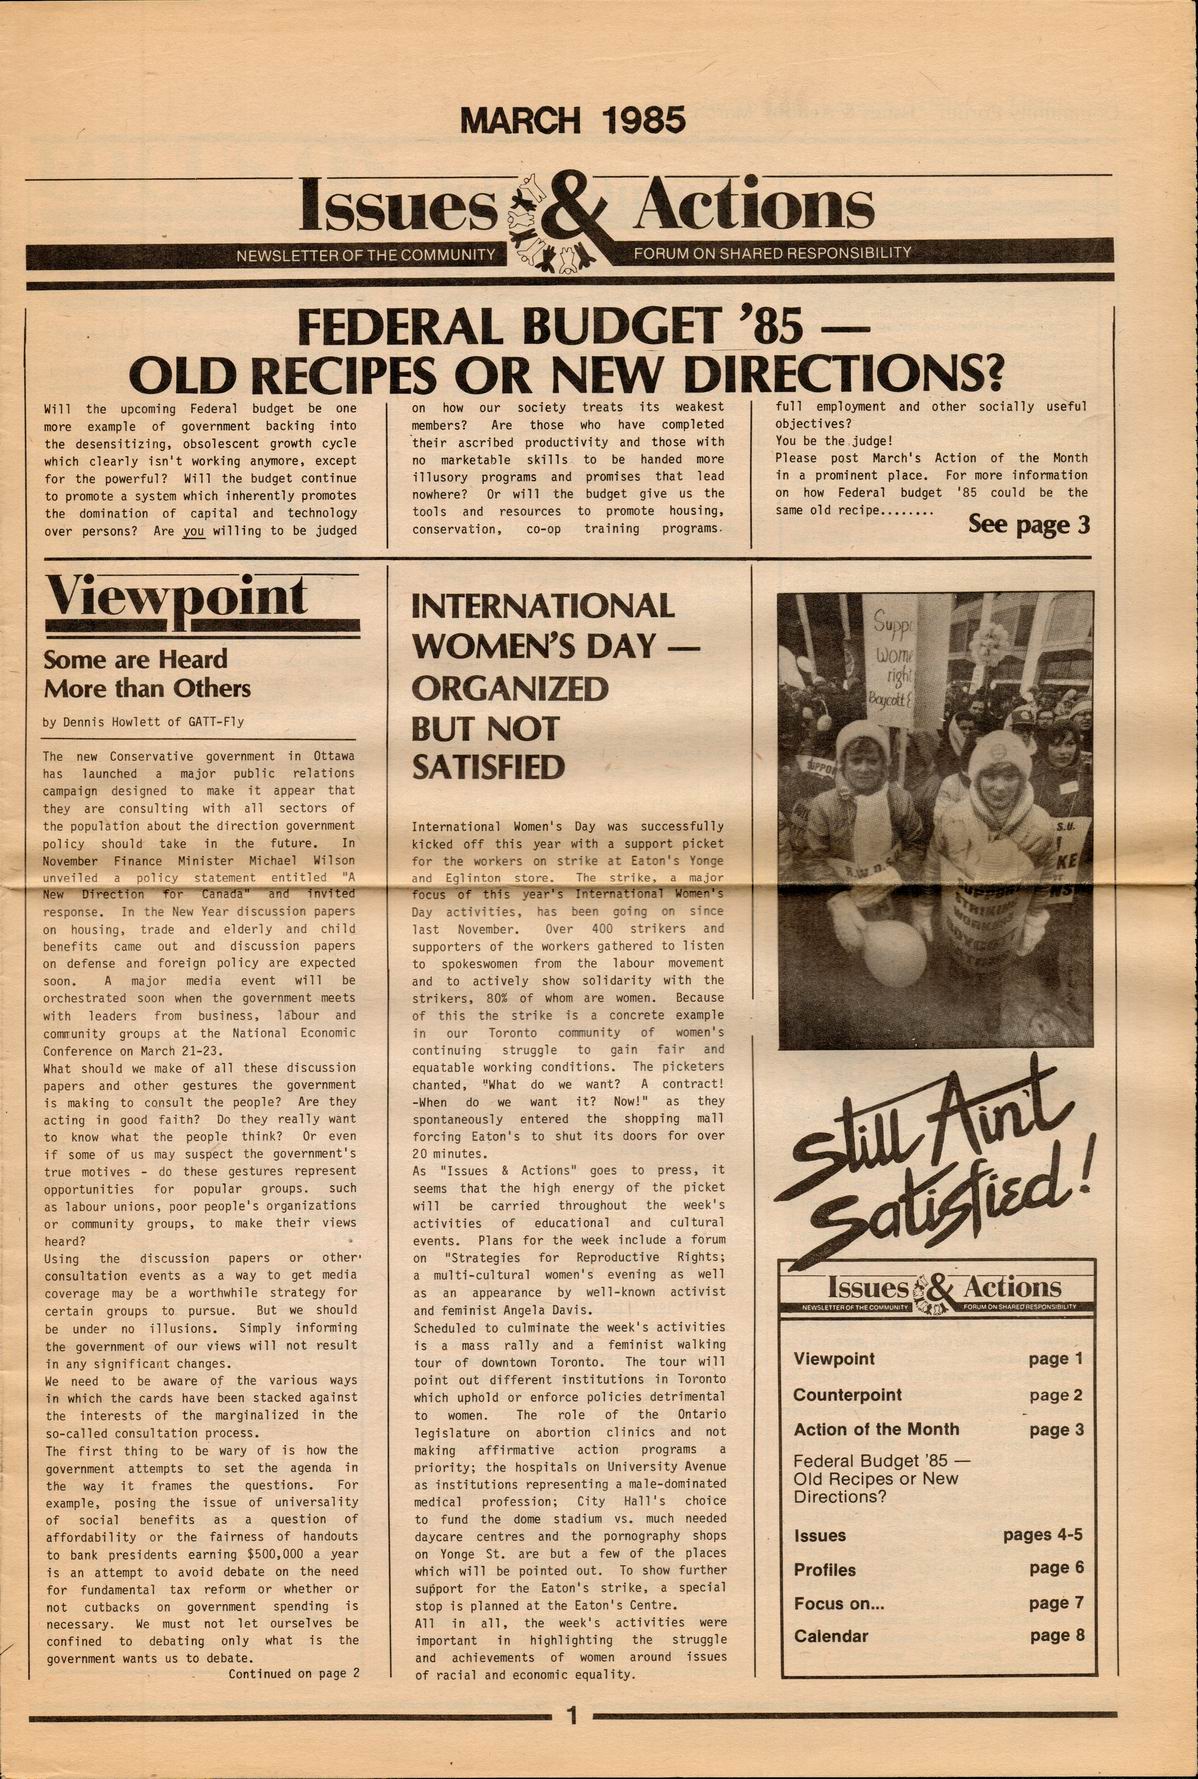 MARCH 1985
Issues & Actions
NEWSLETTER OF THE COMMUNITY FORUM ON SHARED RESPONSIBILITY
FEDERAL BUDGET '85 —
OLD RECIPES OR NEW DIRECTIONS?
Will the upcoming Federal budget be one
more example of government backing into
the desensitizing, obsolescent growth cycle
which clearly isn't working anymore, except
for the powerful? Will the budget continue
to promote a system which inherently promotes
the domination of capital and technology
over persons? Are you willing to be judged
on how our society treats its weakest
members? Are those who have completed
their ascribed productivity and those with
no marketable skills to be handed more
illusory programs and promises that lead
nowhere? Or will the budget give us the
tools and resources to promote housing,
conservation, co-op training programs.
full employment and other socially useful
objectives?
You be the judge!
Please post March's Action of the Month
in a prominent place. For more information
on how Federal budget '85 could be the
same old recipe........
See page 3
Viewpoint
Some are Heard
More than Others
by Dennis Howlett of GATT-Fly
The new Conservative government in Ottawa
has launched a major public relations
campaign designed to make it appear that
they are consulting with all sectors of
the population about the direction government
policy should take in the future. In
November Finance Minister Michael Wilson
unveiled a policy statement entitled "A
New Direction for Canada" and invited
response. In the New Year discussion papers
on housing, trade and elderly and child
benefits came out and discussion papers
on defense and foreign policy are expected
soon. A major media event will be
orchestrated soon when the government meets
with leaders from business, labour and
community groups at the National Economic
Conference on March 21-23.
What should we make of all these discussion
papers and other gestures the government
is making to consult the people? Are they
acting in good faith? Do they really want
to know what the people think? Or even
if some of us may suspect the government's
true motives - do these gestures represent
opportunities for popular groups. such
as labour unions, poor people's organizations
or community groups, to make their views
heard?
Using the discussion papers or other
consultation events as a way to get media
coverage may be a worthwhile strategy for
certain groups to pursue. But we should
be under no illusions. Simply informing
the government of our views will not result
in any significant changes.
We need to be aware of the various ways
in which the cards have been stacked against
the interests of the marginalized in the
so-called consultation process.
The first thing to be wary of is how the
government attempts to set the agenda in
the way it frames the questions. For
example, posing the issue of universality
of social benefits as a question of
affordability or the fairness of handouts
to bank presidents earning $500,000 a year
is an attempt to avoid debate on the need
for fundamental tax reform or whether or
not cutbacks on government spending is
necessary. We must not let ourselves be
confined to debating only what is the
government wants us to debate.
Continued on page 2
INTERNATIONAL
WOMEN'S DAY —
ORGANIZED
BUT NOT
SATISFIED
International Women's Day was successfully
kicked off this year with a support picket
for the workers on strike at Eaton's Yonge
and Eglinton store. The strike, a major
focus of this year's International Women's
Day activities, has been going on since
last November. Over 400 strikers and
supporters of the workers gathered to listen
to spokeswomen from the labour movement
and to actively show solidarity with the
strikers, 80% of whom are women. Because
of this the strike is a concrete example
in our Toronto community of women's
continuing struggle to gain fair and
equatable working conditions. The picketers
chanted, "What do we want? A contract!
-When do we want it? Now!" as they
spontaneously entered the shopping mall
forcing Eaton's to shut its doors for over
20 minutes.
As "Issues & Actions" goes to press, it
seems that the high energy of the picket
will be carried throughout the week's
activities of educational and cultural
events. Plans for the week include a forum
on "Strategies for Reproductive Rights;
a multi-cultural women's evening as well
as an appearance by well-known activist
and feminist Angela Davis.
Scheduled to culminate the week's activities
is a mass rally and a feminist walking
tour of downtown Toronto. The tour will
point out different institutions in Toronto
which uphold or enforce policies detrimental
to women. The role of the Ontario
legislature on abortion clinics and not
making affirmative action programs a
priority; the hospitals on University Avenue
as institutions representing a male-dominated
medical profession; City Hall's choice
to fund the dome stadium vs. much needed
daycare centres and the pornography shops
on Yonge St. are but a few of the places
which will be pointed out. To show further
support for the Eaton's strike, a special
stop is planned at the Eaton's Centre.
All in all, the week's activities were
important in highlighting the struggle
and achievements of women around issues
of racial and economic equality.
Suppo
Wome
right
Boycott E
SUPPO
R.W.D.S.
S.U.
KE
SUPPORT
STRIKING
WORKERS
BOYCOTT
Still Ain't
Satisfied!
Issues & Actions
NEWSLETTER OF THE COMMUNITY FORUM ON SHARED RESPONSIBILITY
Viewpoint page 1
Counterpoint page 2
Action of the Month page 3
Federal Budget '85 —
Old Recipes or New
Directions?
Issues pages 4-5
Profiles page 6
Focus on... page 7
Calendar page 8
1